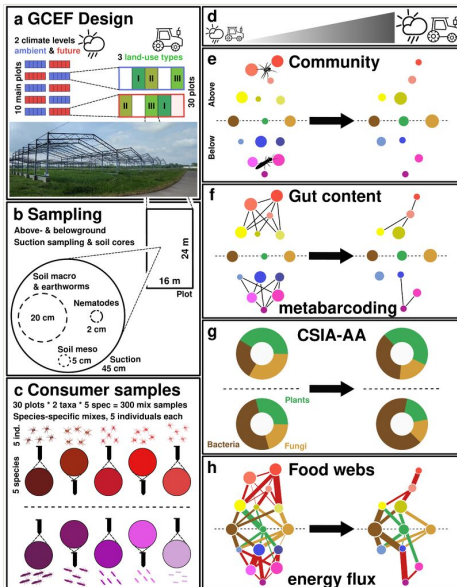 a GCEF Design
2 climate levels
ambient & future
3 land-use types
10 main plots
I II III
II III I
30 plots
b Sampling
Above- & belowground
Suction sampling & soil cores
24 m
16 m
Plot
Soil macro
& earthworms
Nematodes
20 cm
2 cm
Soil meso
5 cm
Suction
45 cm
c Consumer samples
30 plots * 2 taxa * 5 spec = 300 mix samples
Species-specific mixes, 5 individuals each
5 ind.
5 species
d
e Community
Above
Below
f Gut content
metabarcoding
g CSIA-AA
Plants
Bacteria
Fungi
h Food webs
energy flux